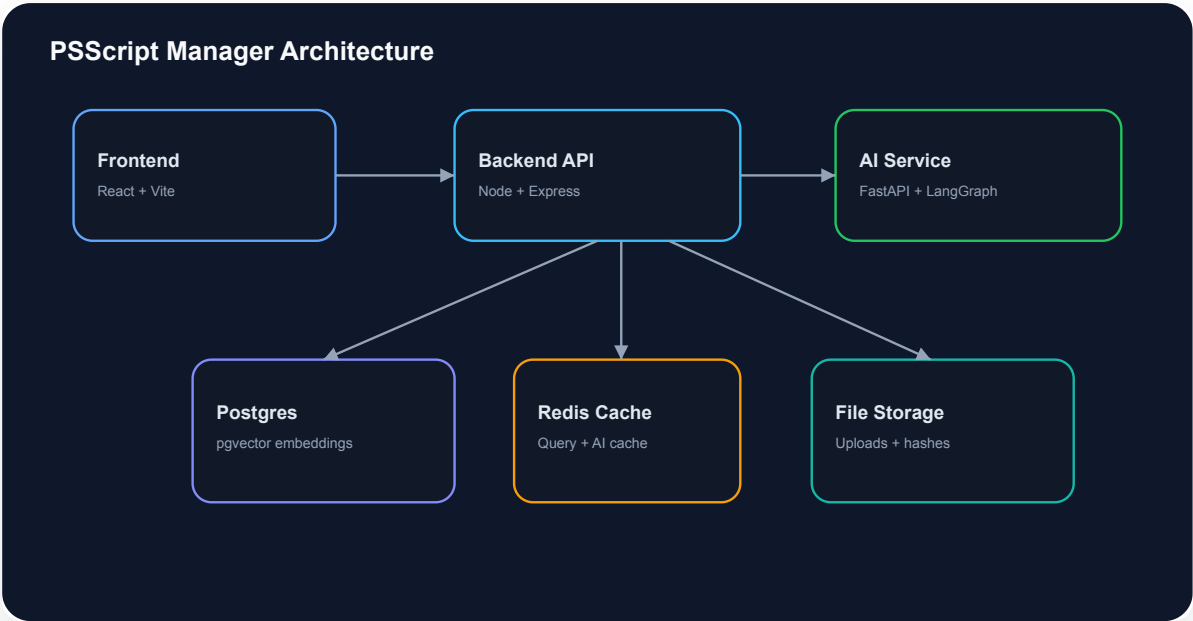 PSScript Manager Architecture
Frontend
React + Vite
Backend API
Node + Express
AI Service
FastAPI + LangGraph
Postgres
pgvector embeddings
Redis Cache
Query + AI cache
File Storage
Uploads + hashes